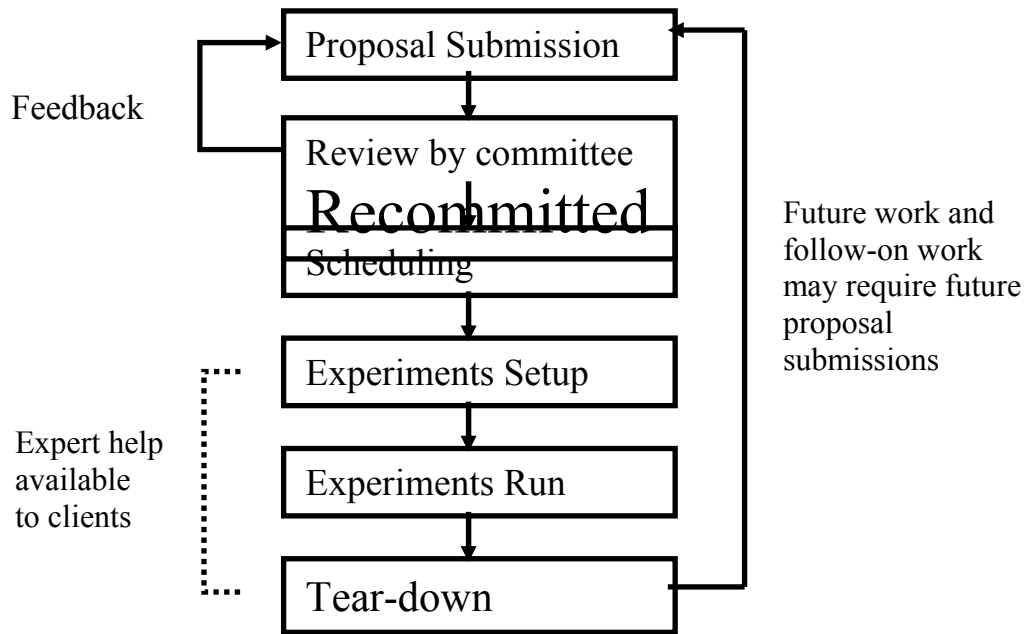 Proposal Submission
Feedback
Review by committee
Recommitted
Scheduling
Future work and
follow-on work
may require future
proposal
submissions
Experiments Setup
Expert help
available
to clients
Experiments Run
Tear-down